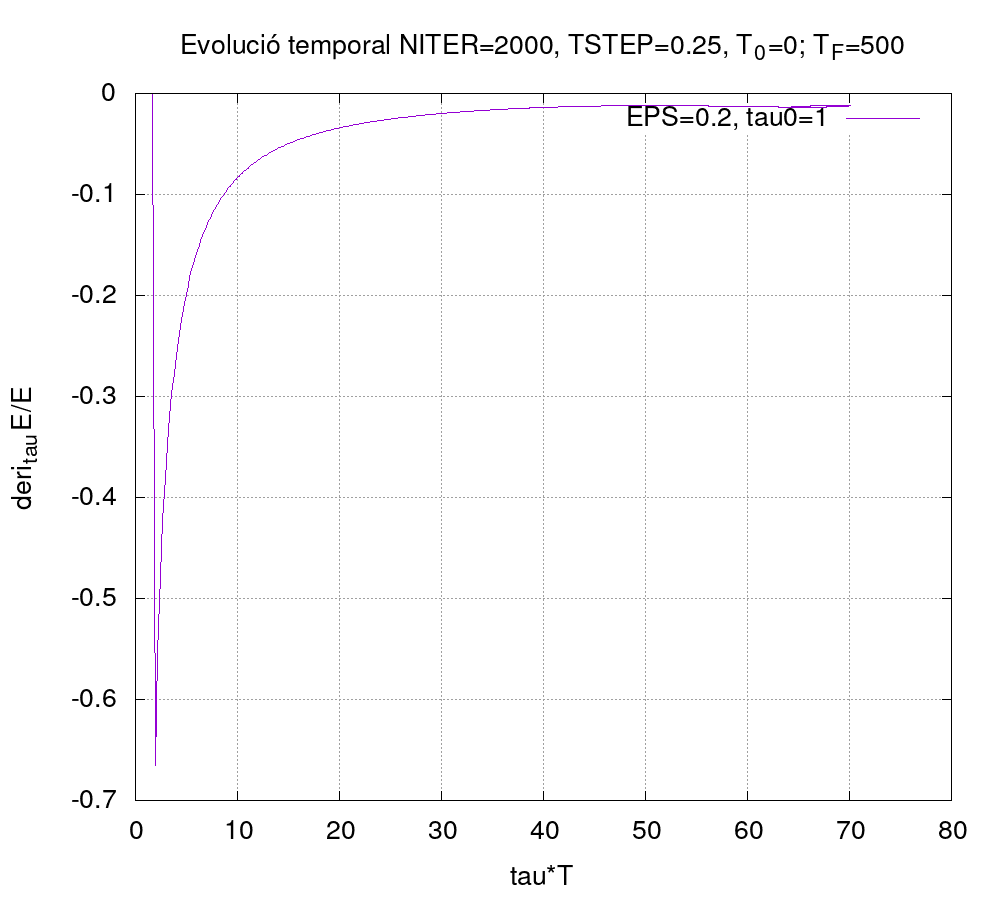 Evolució temporal NITER=2000, TSTEP=0.25, T0=0; TF=500
EPS=0.2, tau0=1
0
-0.1
-0.2
-0.3
-0.4
-0.5
-0.6
-0.7
deritau E/E
0 10 20 30 40 50 60 70 80
tau*T